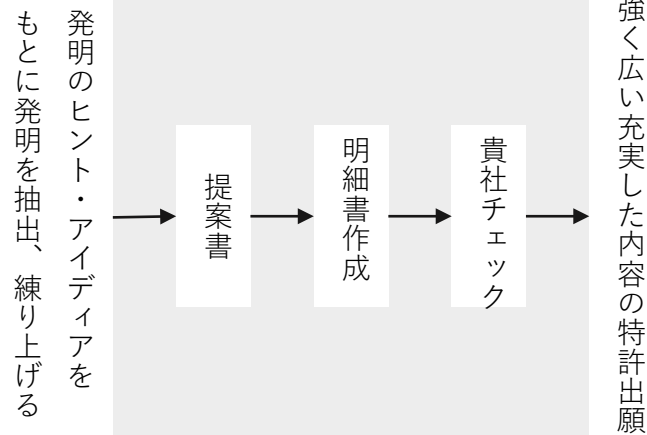 発明のヒント・アイディアを
もとに発明を抽出、練り上げる
提案書
明細書作成
貴社チェック
強く広い充実した内容の特許出願